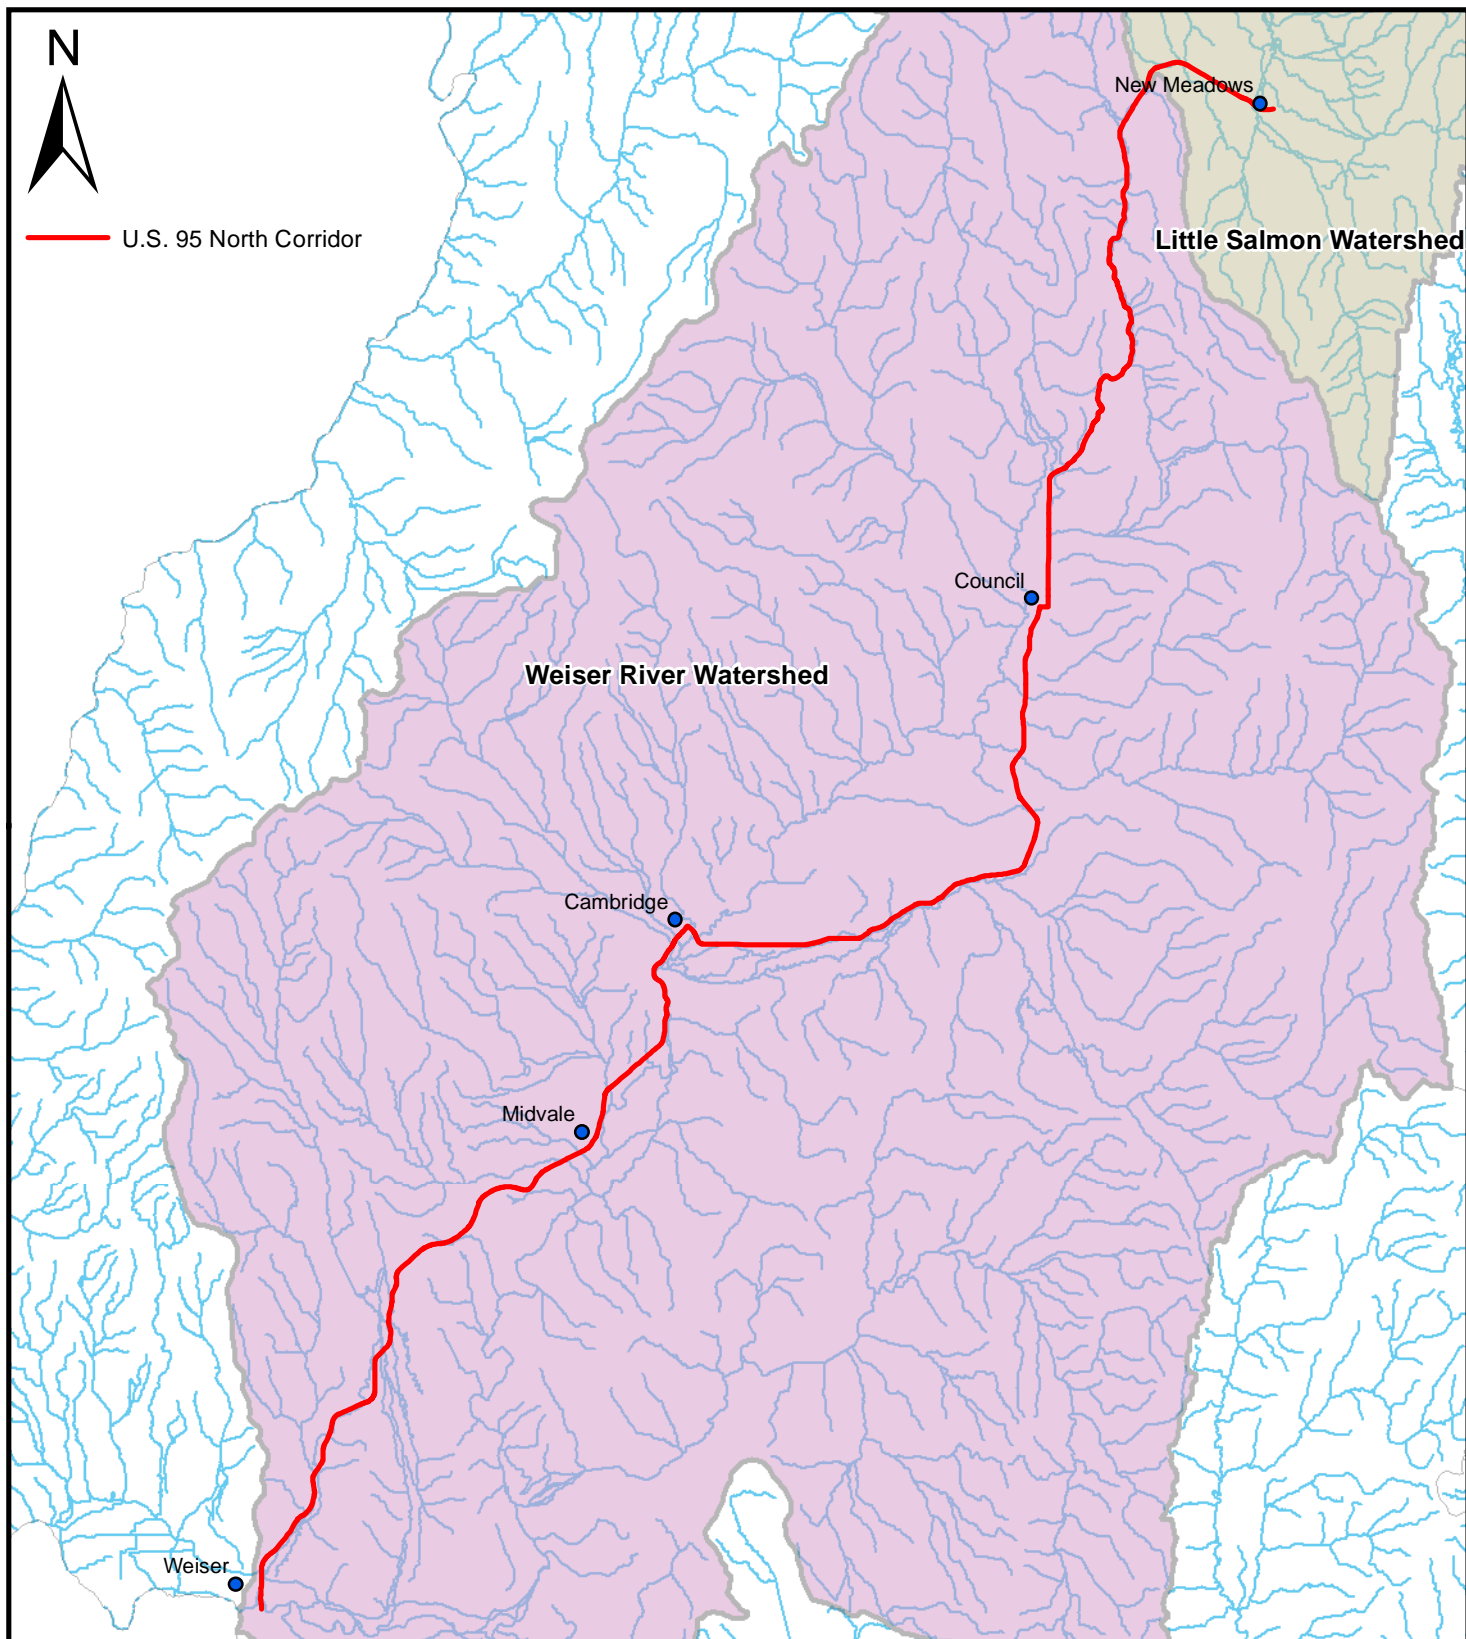 N
New Meadows
U.S. 95 North Corridor
Little Salmon Watershed
Council
Weiser River Watershed
Cambridge
Midvale
Weiser